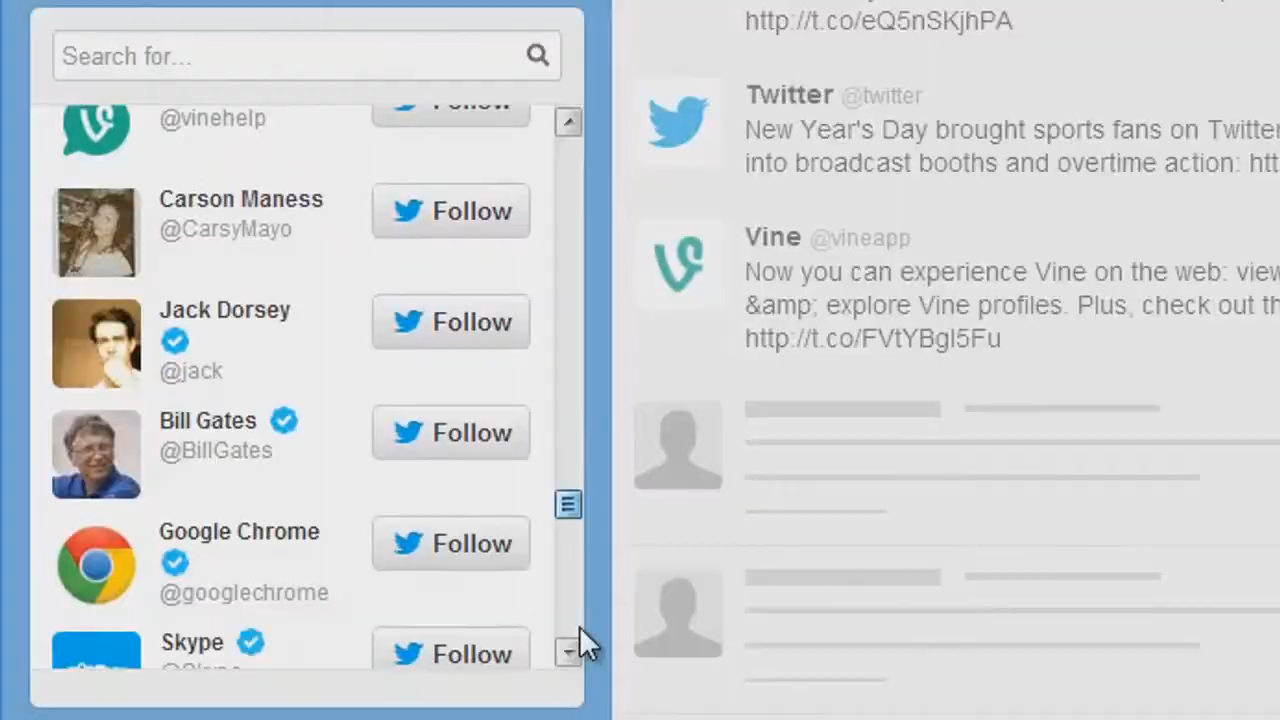 Search for...
@vinehelp
Follow
Carson Maness
@CarsyMayo
Follow
Jack Dorsey
@jack
Follow
Bill Gates
@BillGates
Follow
Google Chrome
@googlechrome
Follow
Skype
Follow
http://t.co/eQ5nSKjhPA
Twitter @twitter
New Year's Day brought sports fans on Twitter
into broadcast booths and overtime action: htt
Vine @vineapp
Now you can experience Vine on the web: view
&amp; explore Vine profiles. Plus, check out th
http://t.co/FVtYBgl5Fu